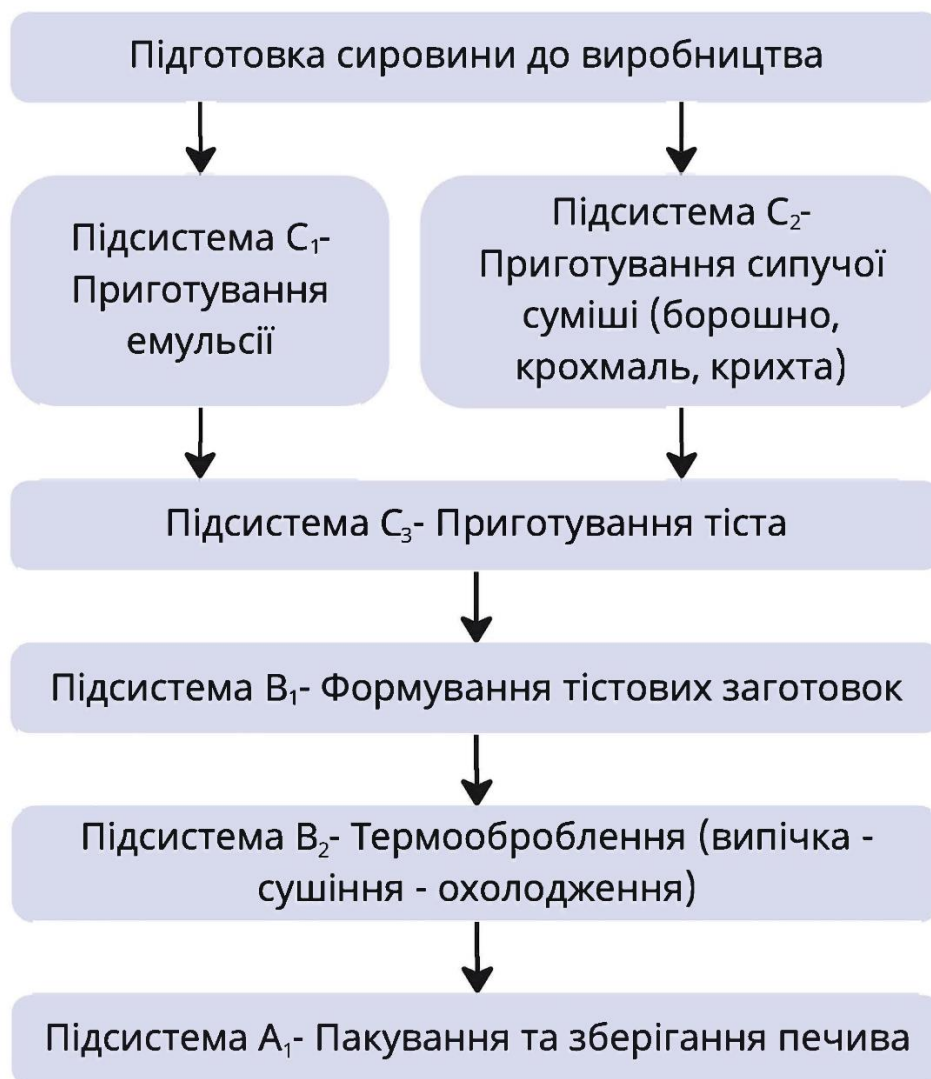 Підготовка сировини до виробництва
Підсистема С₁-
Приготування
емульсії
Підсистема С₂-
Приготування сипучої
суміші (борошно,
крохмаль, крихта)
Підсистема С₃- Приготування тіста
Підсистема В₁- Формування тістових заготовок
Підсистема В₂- Термооброблення (випічка -
сушіння - охолодження)
Підсистема А₁- Пакування та зберігання печива